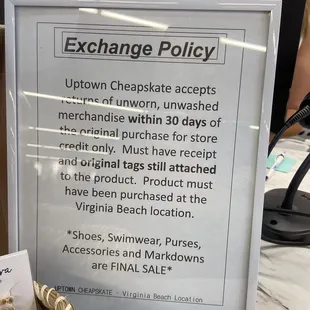 Exchange Policy
Uptown Cheapskate accepts
returns of unworn, unwashed
merchandise within 30 days of
the original purchase for store
credit only. Must have receipt
and original tags still attached
to the product. Product must
have been purchased at the
Virginia Beach location.
*Shoes, Swimwear, Purses,
Accessories and Markdowns
are FINAL SALE*
UPTOWN CHEAPSKATE - Virginia Beach Location